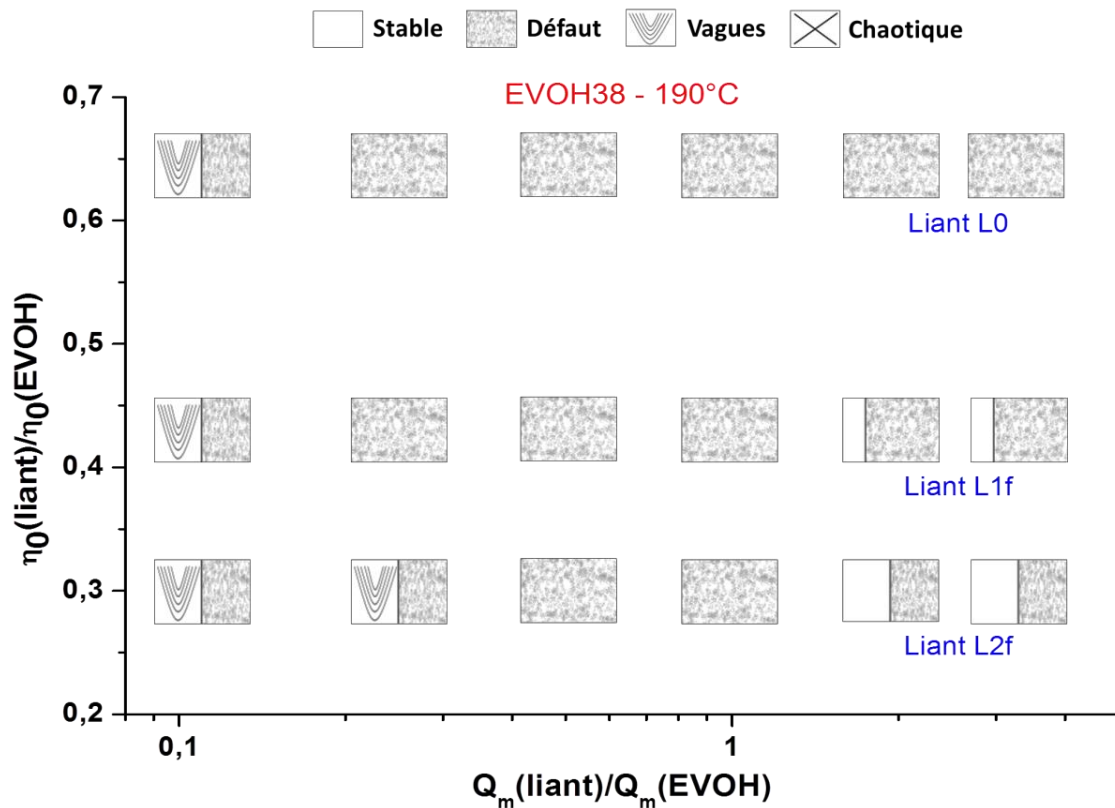 Stable Défaut Vagues Chaotique
EVOH38 - 190°C
0,7
0,6
0,5
0,4
0,3
0,2
η0(liant)/η0(EVOH)
Liant L0
Liant L1f
Liant L2f
0,1 1
Qm(liant)/Qm(EVOH)